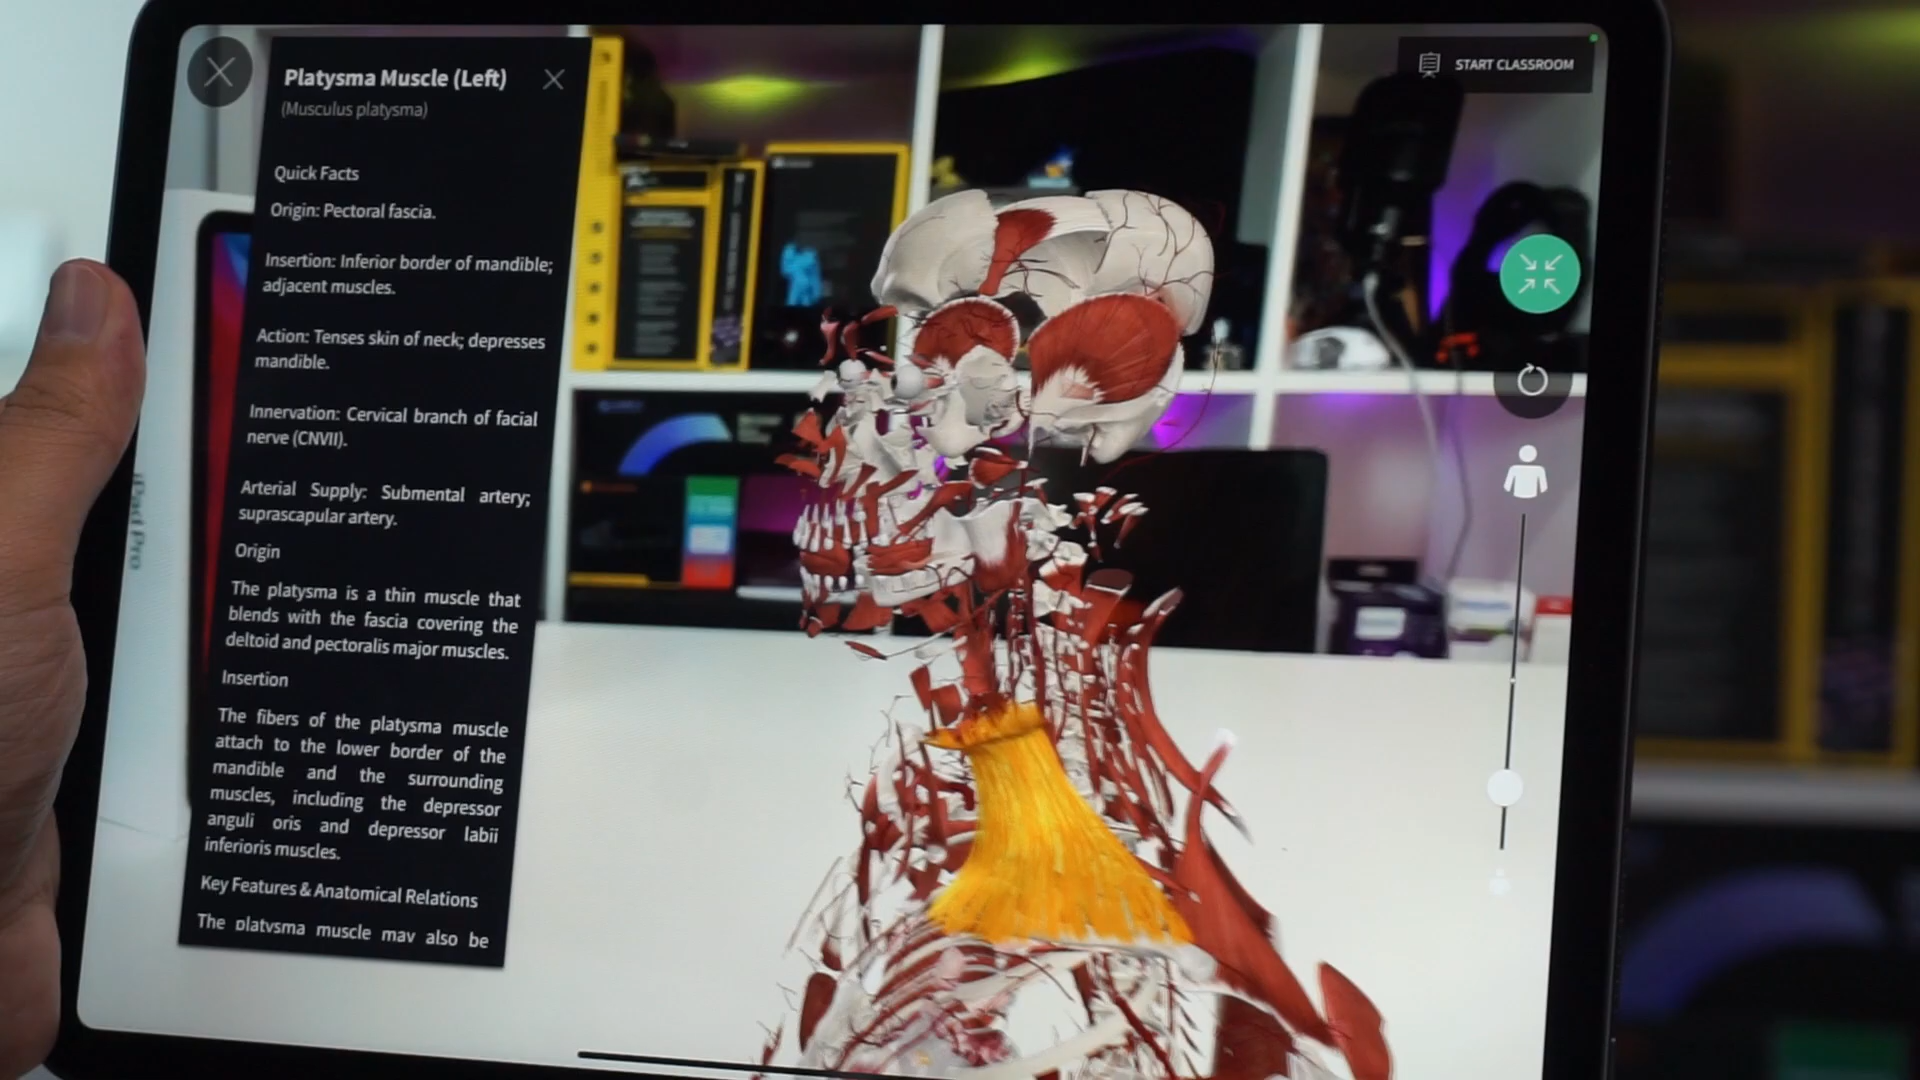 Platysma Muscle (Left)
(Musculus platysma)
START CLASSROOM
Quick Facts
Origin: Pectoral fascia.
Insertion: Inferior border of mandible;
adjacent muscles.
Action: Tenses skin of neck; depresses
mandible.
Innervation: Cervical branch of facial
nerve (CNVII).
Arterial Supply: Submental artery;
suprascapular artery.
Origin
The platysma is a thin muscle that
blends with the fascia covering the
deltoid and pectoralis major muscles.
Insertion
The fibers of the platysma muscle
attach to the lower border of the
mandible and the surrounding
muscles, including the depressor
anguli oris and depressor labii
inferioris muscles.
Key Features & Anatomical Relations
The platysma muscle may also be
iPad Pro